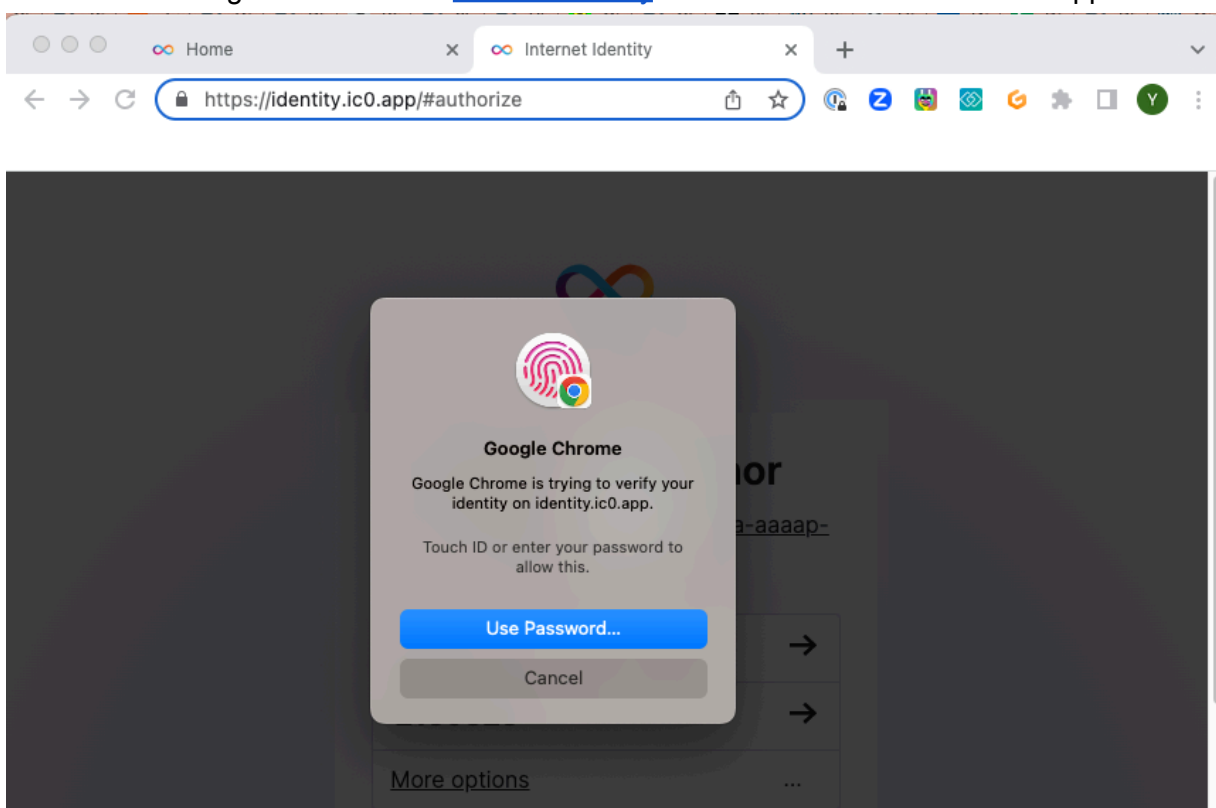 Home
Internet Identity
https://identity.ic0.app/#authorize
Y
Google Chrome
Google Chrome is trying to verify your
identity on identity.ic0.app.
Touch ID or enter your password to
allow this.
Use Password...
Cancel
a-aaaap-
More options
...